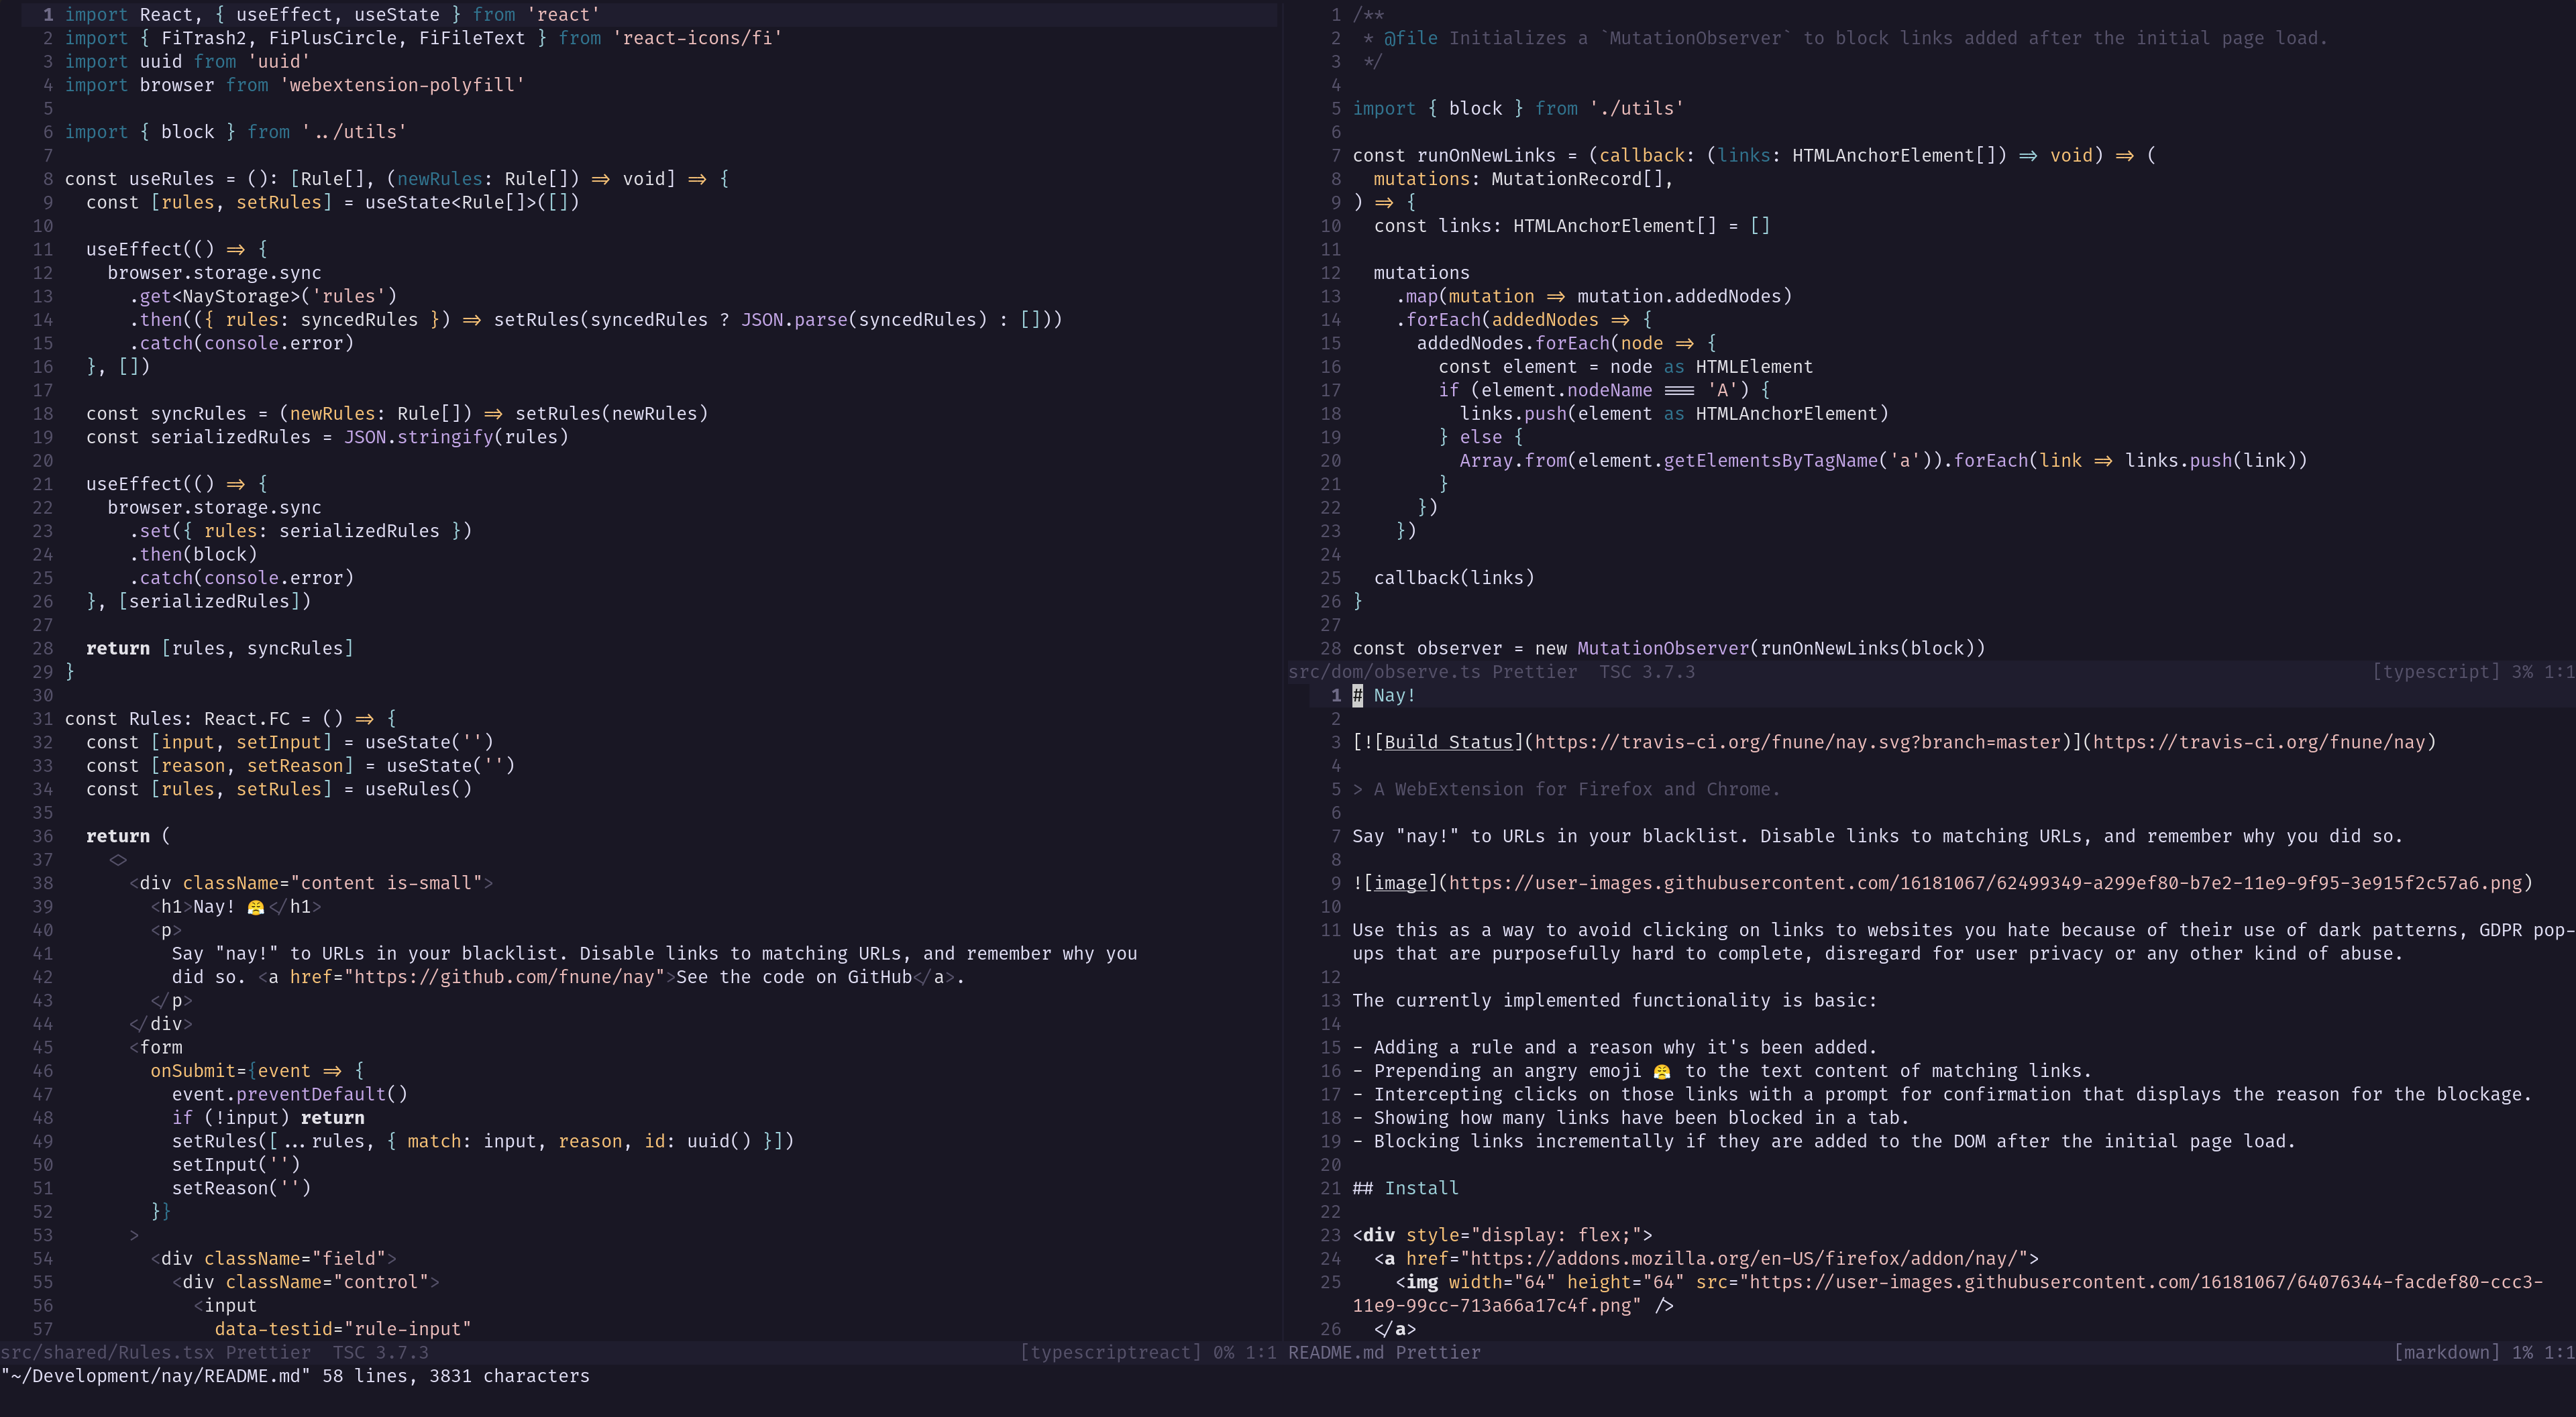 1 import React, { useEffect, useState } from 'react'
2 import { FiTrash2, FiPlusCircle, FiFileText } from 'react-icons/fi'
3 import uuid from 'uuid'
4 import browser from 'webextension-polyfill'
5
6 import { block } from '../utils'
7
8 const useRules = (): [Rule[], (newRules: Rule[]) => void] => {
9   const [rules, setRules] = useState<Rule[]>([])
10
11   useEffect(() => {
12     browser.storage.sync
13       .get<NayStorage>('rules')
14       .then(({ rules: syncedRules }) => setRules(syncedRules ? JSON.parse(syncedRules) : []))
15       .catch(console.error)
16   }, [])
17
18   const syncRules = (newRules: Rule[]) => setRules(newRules)
19   const serializedRules = JSON.stringify(rules)
20
21   useEffect(() => {
22     browser.storage.sync
23       .set({ rules: serializedRules })
24       .then(block)
25       .catch(console.error)
26   }, [serializedRules])
27
28   return [rules, syncRules]
29 }
30
31 const Rules: React.FC = () => {
32   const [input, setInput] = useState('')
33   const [reason, setReason] = useState('')
34   const [rules, setRules] = useRules()
35
36   return (
37     <>
38       <div className="content is-small">
39         <h1>Nay! 😤</h1>
40         <p>
41           Say "nay!" to URLs in your blacklist. Disable links to matching URLs, and remember why you
42           did so. <a href="https://github.com/fnune/nay">See the code on GitHub</a>.
43         </p>
44       </div>
45       <form
46         onSubmit={event => {
47           event.preventDefault()
48           if (!input) return
49           setRules([...rules, { match: input, reason, id: uuid() }])
50           setInput('')
51           setReason('')
52         }}
53       >
54         <div className="field">
55           <div className="control">
56             <input
57               data-testid="rule-input"
src/shared/Rules.tsx Prettier  TSC 3.7.3 [typescriptreact] 0% 1:1
1 /**
2  * @file Initializes a `MutationObserver` to block links added after the initial page load.
3  */
4
5 import { block } from './utils'
6
7 const runOnNewLinks = (callback: (links: HTMLAnchorElement[]) => void) => (
8   mutations: MutationRecord[],
9 ) => {
10   const links: HTMLAnchorElement[] = []
11
12   mutations
13     .map(mutation => mutation.addedNodes)
14     .forEach(addedNodes => {
15       addedNodes.forEach(node => {
16         const element = node as HTMLElement
17         if (element.nodeName === 'A') {
18           links.push(element as HTMLAnchorElement)
19         } else {
20           Array.from(element.getElementsByTagName('a')).forEach(link => links.push(link))
21         }
22       })
23     })
24
25   callback(links)
26 }
27
28 const observer = new MutationObserver(runOnNewLinks(block))
src/dom/observe.ts Prettier  TSC 3.7.3 [typescript] 3% 1:1
1 # Nay!
2
3 [![Build Status](https://travis-ci.org/fnune/nay.svg?branch=master)](https://travis-ci.org/fnune/nay)
4
5 > A WebExtension for Firefox and Chrome.
6
7 Say "nay!" to URLs in your blacklist. Disable links to matching URLs, and remember why you did so.
8
9 ![image](https://user-images.githubusercontent.com/16181067/62499349-a299ef80-b7e2-11e9-9f95-3e915f2c57a6.png)
10
11 Use this as a way to avoid clicking on links to websites you hate because of their use of dark patterns, GDPR pop-
ups that are purposefully hard to complete, disregard for user privacy or any other kind of abuse.
12
13 The currently implemented functionality is basic:
14
15 - Adding a rule and a reason why it's been added.
16 - Prepending an angry emoji 😤 to the text content of matching links.
17 - Intercepting clicks on those links with a prompt for confirmation that displays the reason for the blockage.
18 - Showing how many links have been blocked in a tab.
19 - Blocking links incrementally if they are added to the DOM after the initial page load.
20
21 ## Install
22
23 <div style="display: flex;">
24   <a href="https://addons.mozilla.org/en-US/firefox/addon/nay/">
25     <img width="64" height="64" src="https://user-images.githubusercontent.com/16181067/64076344-facdef80-ccc3-
11e9-99cc-713a66a17c4f.png" />
26   </a>
README.md Prettier [markdown] 1% 1:1
"~/Development/nay/README.md" 58 lines, 3831 characters